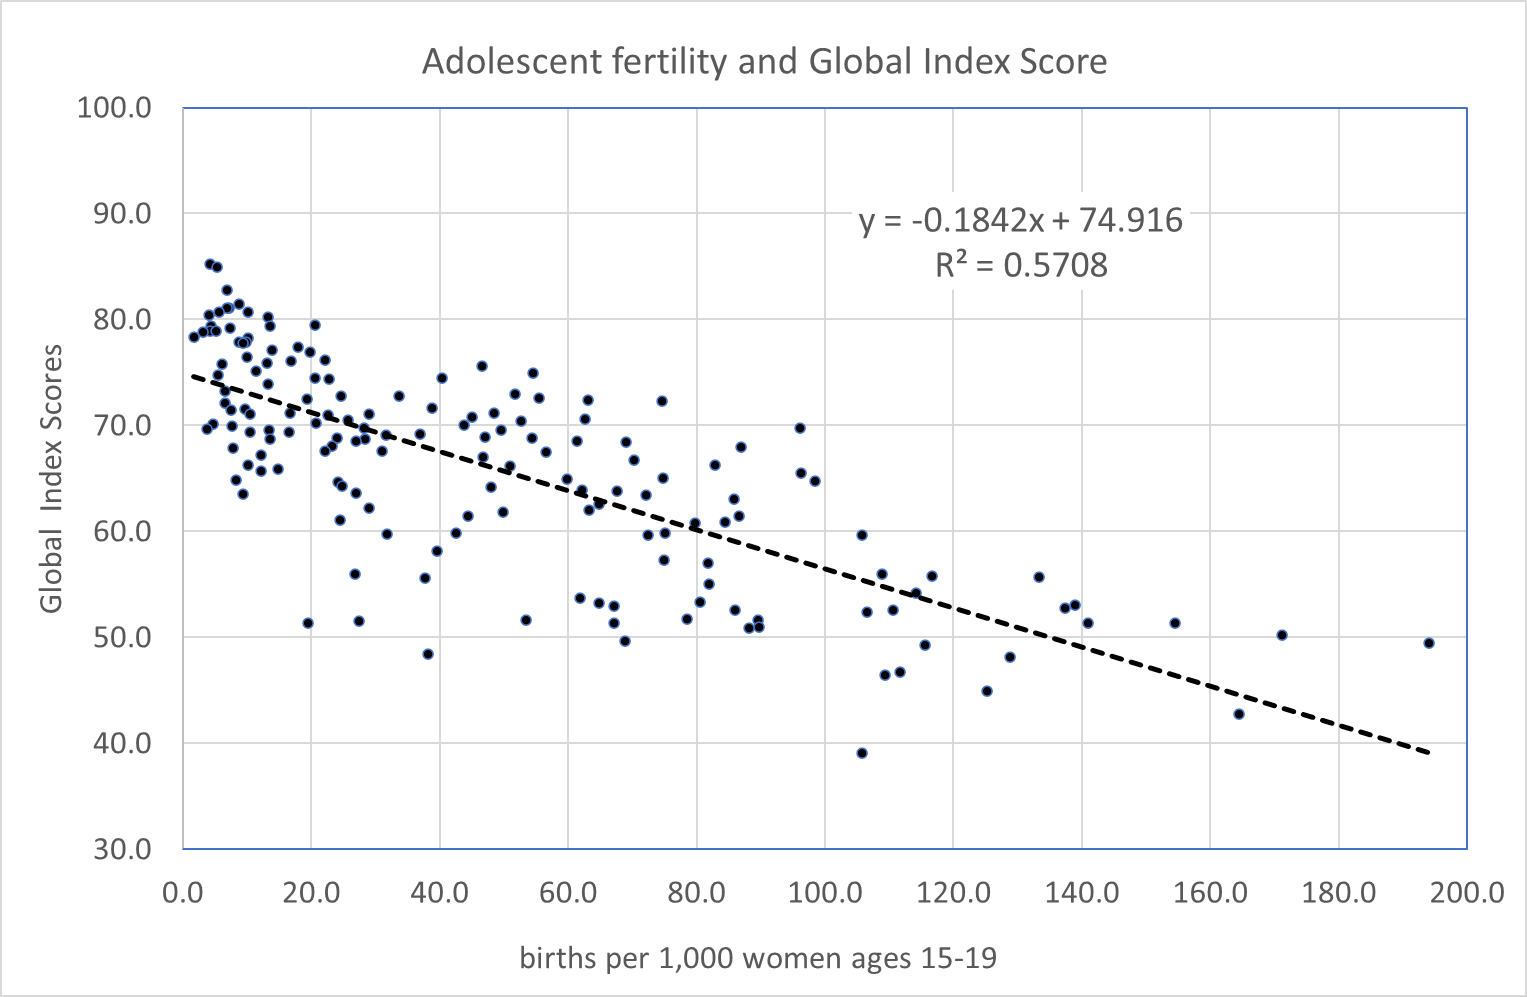 Adolescent fertility and Global Index Score
100.0
90.0
80.0
70.0
60.0
50.0
40.0
30.0
Global Index Scores
y = -0.1842x + 74.916
R² = 0.5708
0.0 20.0 40.0 60.0 80.0 100.0 120.0 140.0 160.0 180.0 200.0
births per 1,000 women ages 15-19